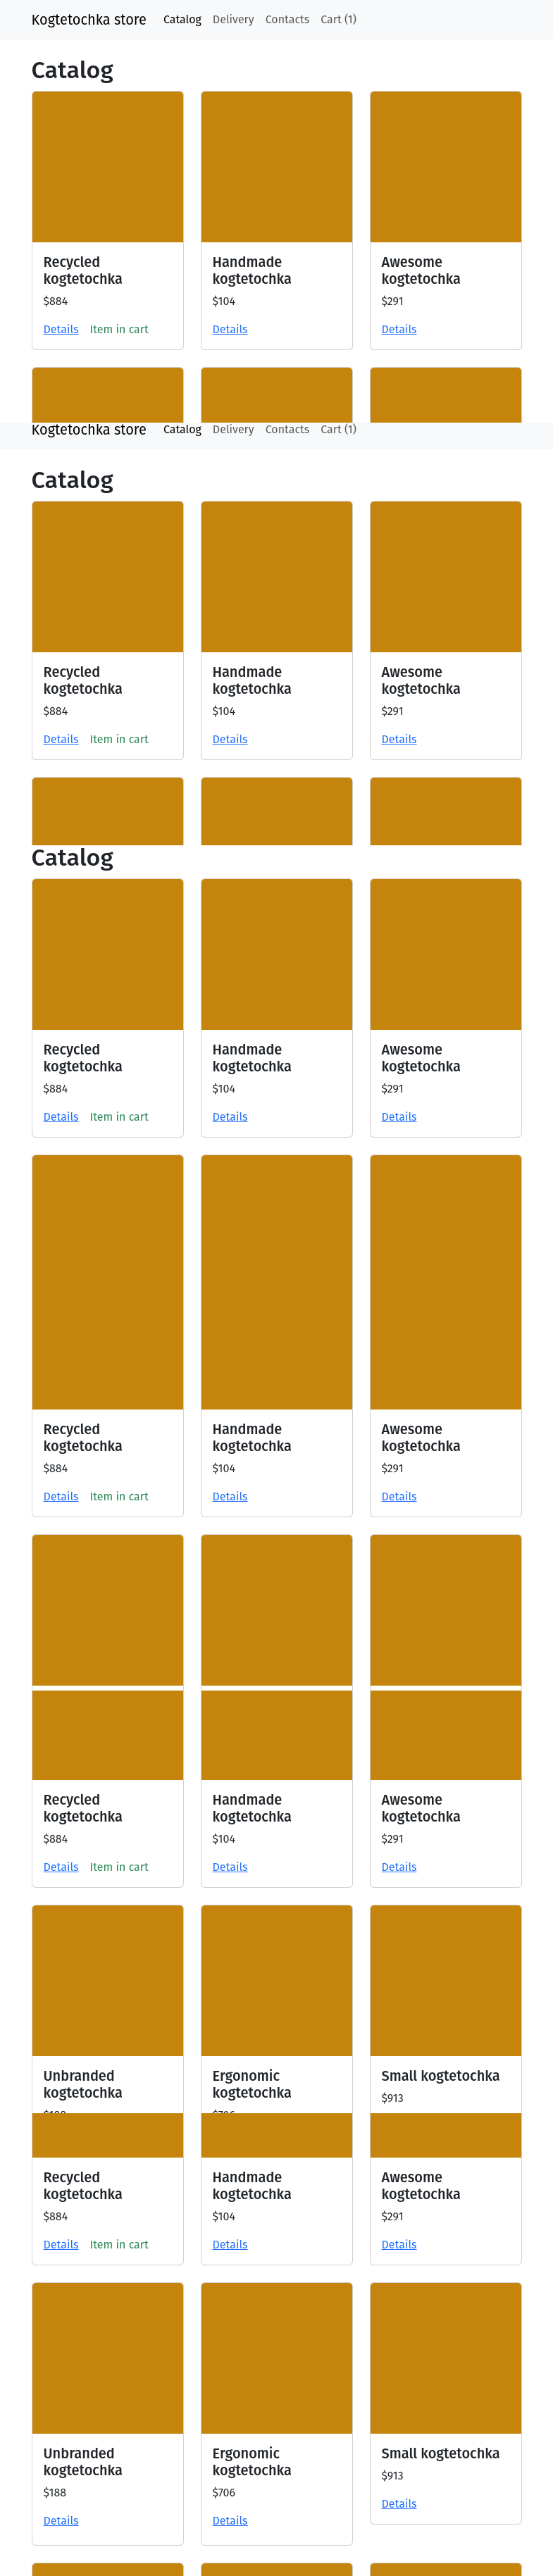 Kogtetochka store Catalog Delivery Contacts Cart (1)
Catalog
Recycled kogtetochka
$884
Details Item in cart
Handmade kogtetochka
$104
Details
Awesome kogtetochka
$291
Details
Kogtetochka store Catalog Delivery Contacts Cart (1)
Catalog
Recycled kogtetochka
$884
Details Item in cart
Handmade kogtetochka
$104
Details
Awesome kogtetochka
$291
Details
Catalog
Recycled kogtetochka
$884
Details Item in cart
Handmade kogtetochka
$104
Details
Awesome kogtetochka
$291
Details
Recycled kogtetochka
$884
Details Item in cart
Handmade kogtetochka
$104
Details
Awesome kogtetochka
$291
Details
Recycled kogtetochka
$884
Details Item in cart
Handmade kogtetochka
$104
Details
Awesome kogtetochka
$291
Details
Unbranded kogtetochka
Ergonomic kogtetochka
Small kogtetochka
$913
Recycled kogtetochka
$884
Details Item in cart
Handmade kogtetochka
$104
Details
Awesome kogtetochka
$291
Details
Unbranded kogtetochka
$188
Details
Ergonomic kogtetochka
$706
Details
Small kogtetochka
$913
Details